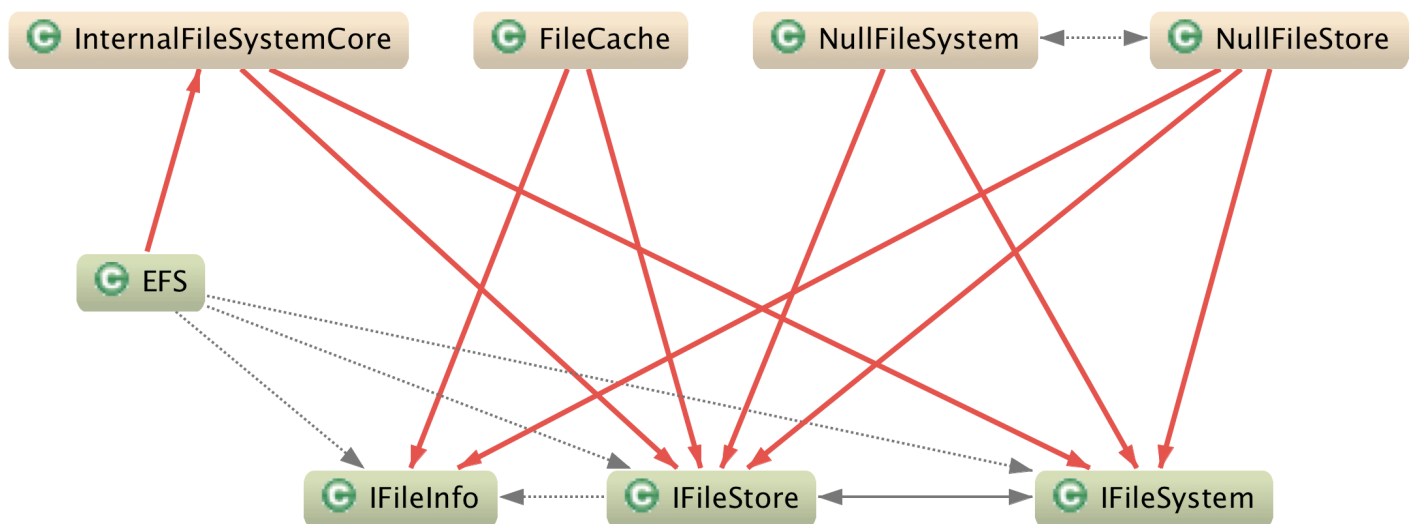 C InternalFileSystemCore
C FileCache
C NullFileSystem
C NullFileStore
C EFS
C IFileInfo
C IFileStore
C IFileSystem